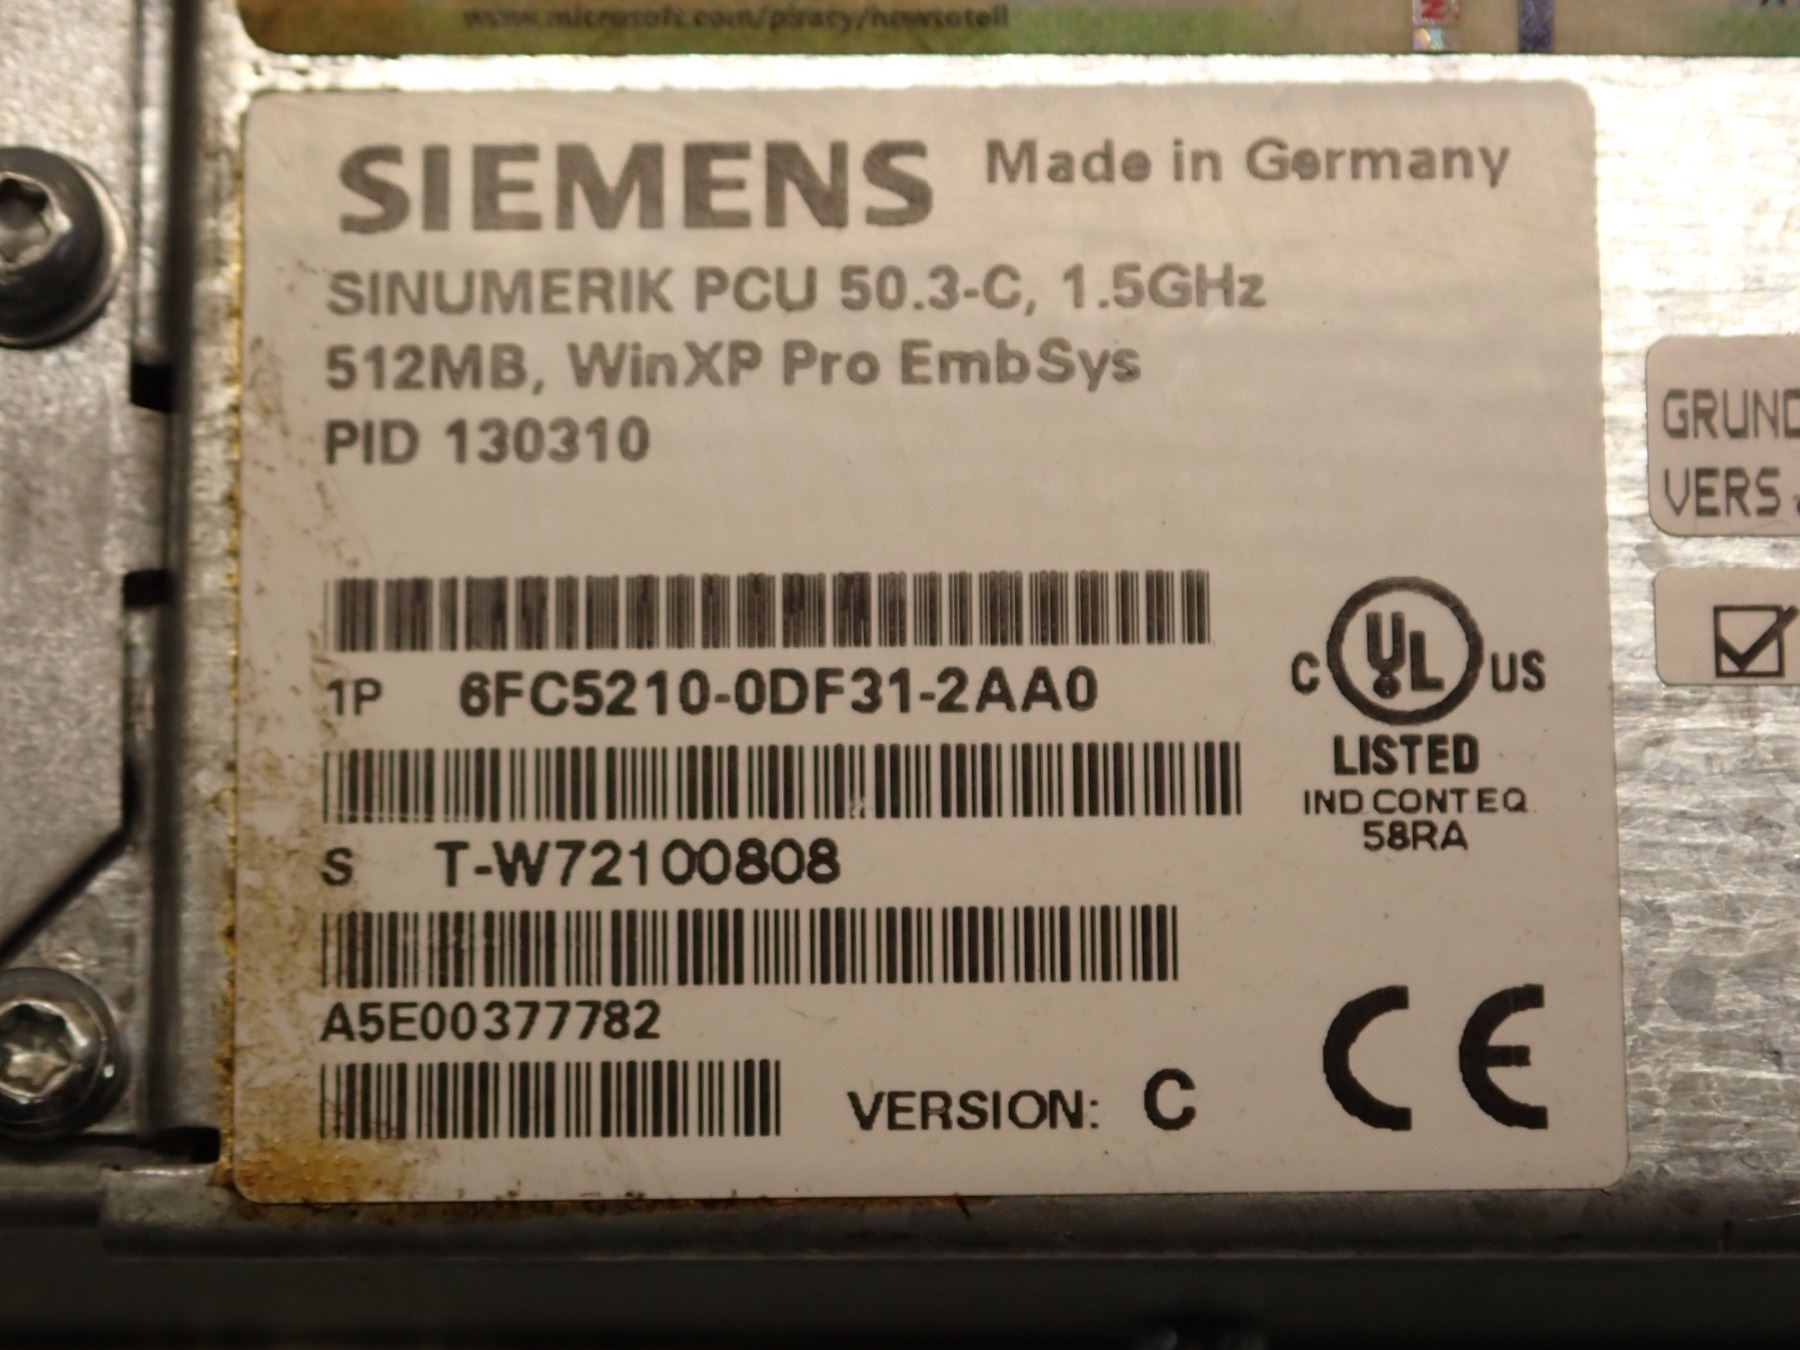 www.microsoft.com/piracy/howtotell
SIEMENS Made in Germany
SINUMERIK PCU 50.3-C, 1.5GHz
512MB, WinXP Pro EmbSys
PID 130310
GRUND
VERS
1P 6FC5210-0DF31-2AA0
C UL US
LISTED
IND.CONT.EQ.
58RA
S T-W72100808
A5E00377782
VERSION: C
CE